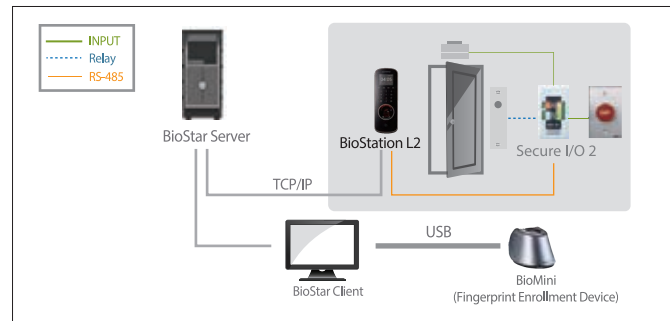 INPUT
Relay
RS-485
BioStar Server
BioStation L2
Secure I/O 2
TCP/IP
USB
BioStar Client
BioMini
(Fingerprint Enrollment Device)